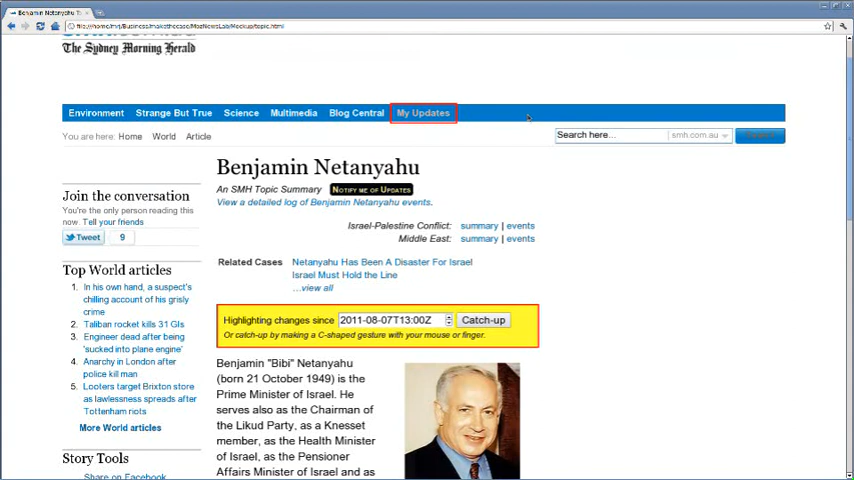 Benjamin Netanyahu T
file:///home/mvj/Business/makethecase/MozNewsLab/Mockup/topic.html
The Sydney Morning Herald
Environment Strange But True Science Multimedia Blog Central My Updates
You are here: Home World Article
Search here... smh.com.au Search
Benjamin Netanyahu
An SMH Topic Summary Notify me of Updates
View a detailed log of Benjamin Netanyahu events.
Israel-Palestine Conflict: summary | events
Middle East: summary | events
Related Cases Netanyahu Has Been A Disaster For Israel
Israel Must Hold the Line
...view all
Highlighting changes since 2011-08-07T13:00Z Catch-up
Or catch-up by making a C-shaped gesture with your mouse or finger.
Benjamin "Bibi" Netanyahu
(born 21 October 1949) is the
Prime Minister of Israel. He
serves also as the Chairman of
the Likud Party, as a Knesset
member, as the Health Minister
of Israel, as the Pensioner
Affairs Minister of Israel and as
Join the conversation
You're the only person reading this
now. Tell your friends
Tweet 9
Top World articles
1. In his own hand, a suspect's
chilling account of his grisly
crime
2. Taliban rocket kills 31 GIs
3. Engineer dead after being
'sucked into plane engine'
4. Anarchy in London after
police kill man
5. Looters target Brixton store
as lawlessness spreads after
Tottenham riots
More World articles
Story Tools
Share on Facebook